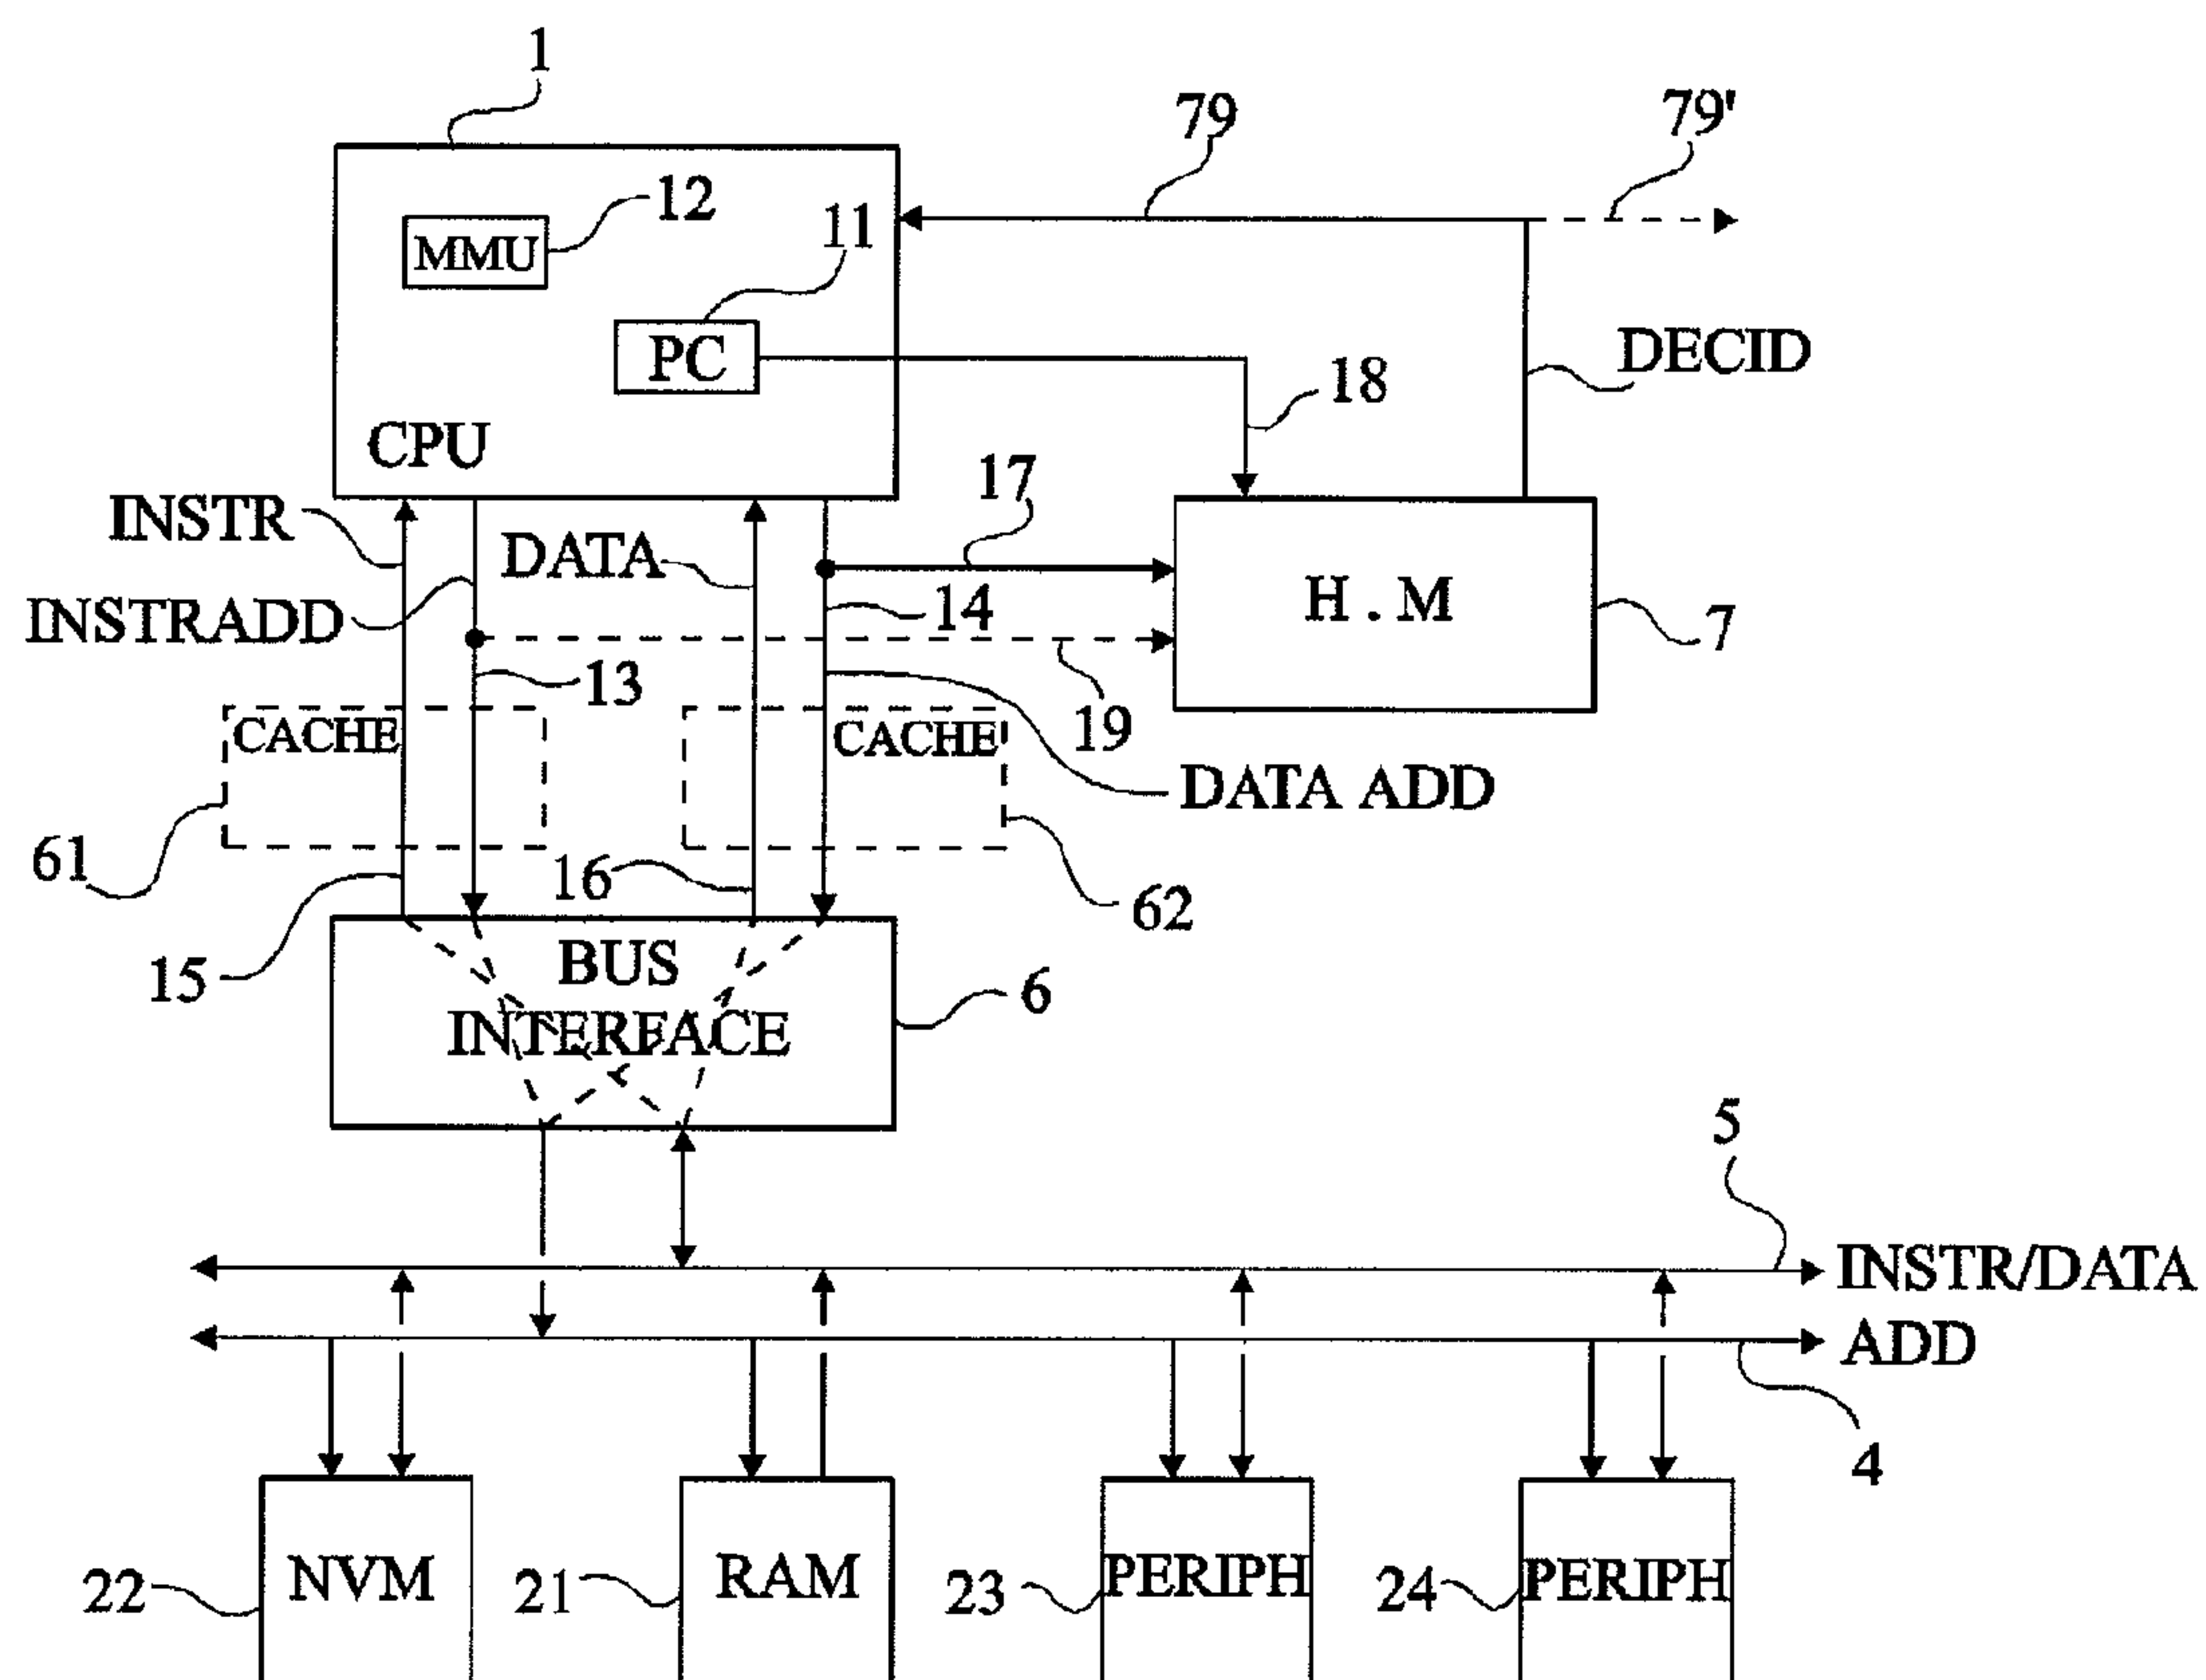 1
79
79'
12
11
MMU
PC
DECID
18
CPU
17
INSTR
DATA
14
H . M
INSTRADD
7
13
19
CACHE
CACHE
DATA ADD
61
16
62
15
BUS
INTERFACE
6
5
INSTR/DATA
ADD
4
22
NVM
21
RAM
23
PERIPH
24
PERIPH